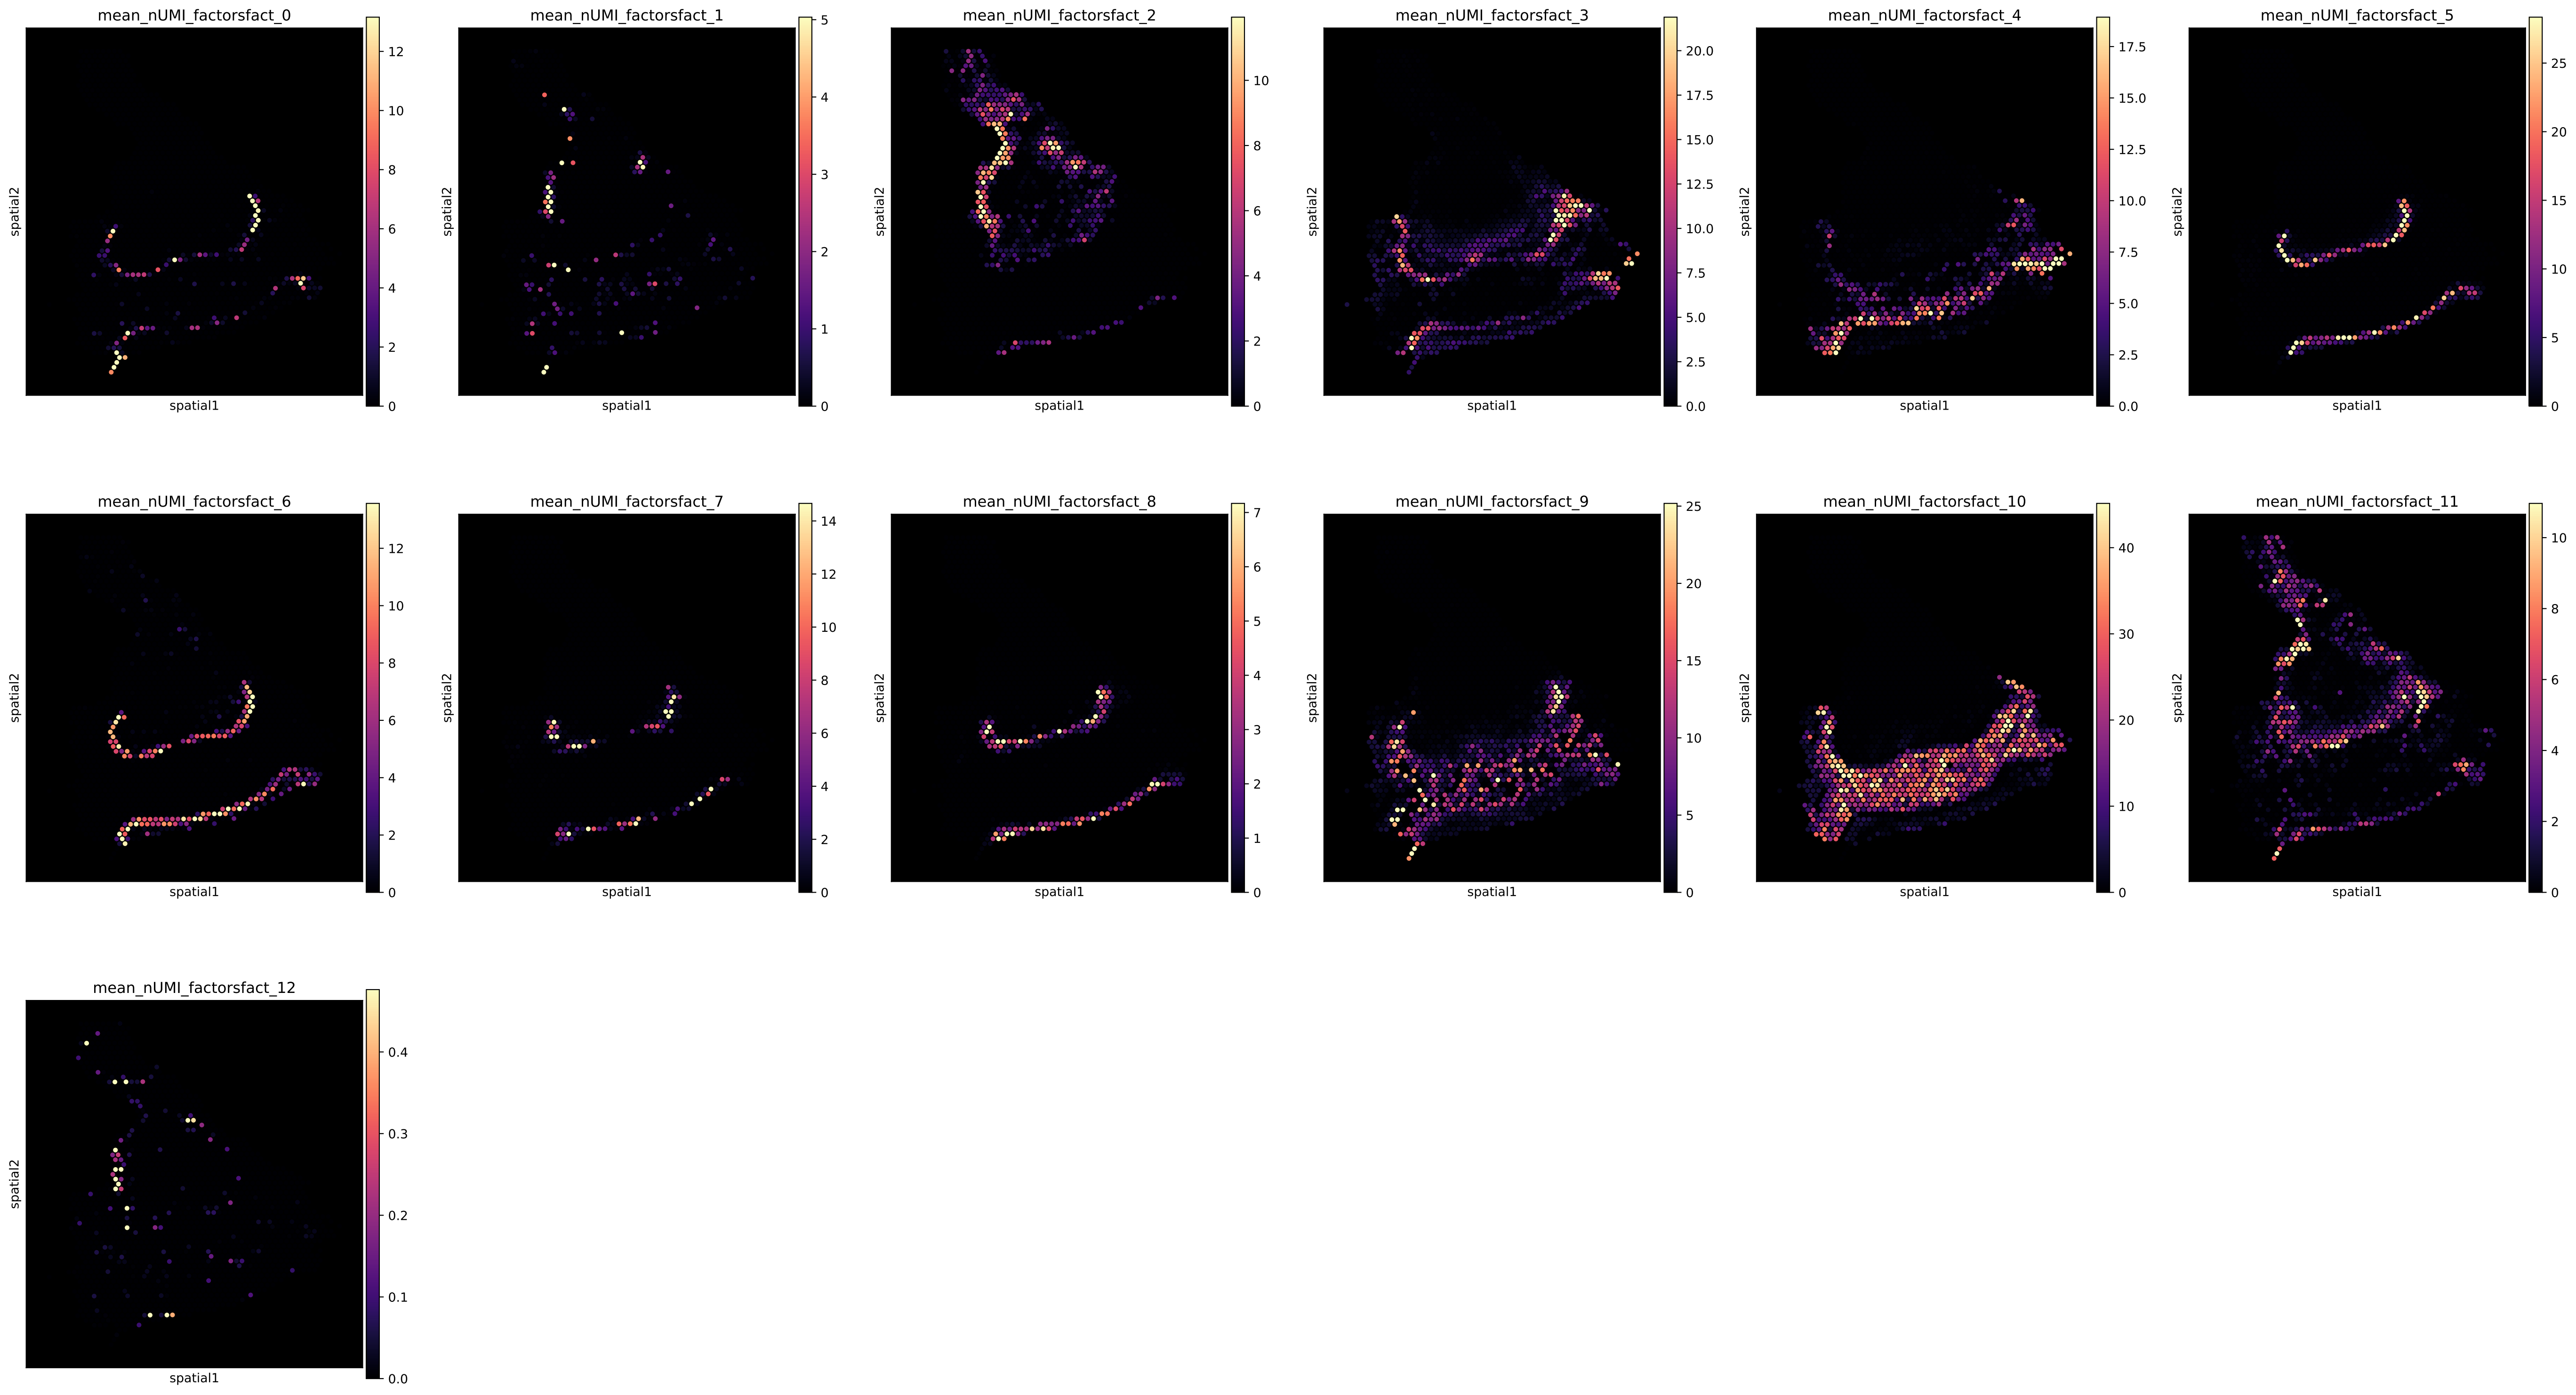 mean_nUMI_factorsfact_0
12
10
8
6
4
2
0
spatial2
spatial1
mean_nUMI_factorsfact_1
5
4
3
2
1
0
spatial2
spatial1
mean_nUMI_factorsfact_2
10
8
6
4
2
0
spatial2
spatial1
mean_nUMI_factorsfact_3
20.0
17.5
15.0
12.5
10.0
7.5
5.0
2.5
0.0
spatial2
spatial1
mean_nUMI_factorsfact_4
17.5
15.0
12.5
10.0
7.5
5.0
2.5
0.0
spatial2
spatial1
mean_nUMI_factorsfact_5
25
20
15
10
5
0
spatial2
spatial1
mean_nUMI_factorsfact_6
12
10
8
6
4
2
0
spatial2
spatial1
mean_nUMI_factorsfact_7
14
12
10
8
6
4
2
0
spatial2
spatial1
mean_nUMI_factorsfact_8
7
6
5
4
3
2
1
0
spatial2
spatial1
mean_nUMI_factorsfact_9
25
20
15
10
5
0
spatial2
spatial1
mean_nUMI_factorsfact_10
40
30
20
10
0
spatial2
spatial1
mean_nUMI_factorsfact_11
10
8
6
4
2
0
spatial2
spatial1
mean_nUMI_factorsfact_12
0.4
0.3
0.2
0.1
0.0
spatial2
spatial1